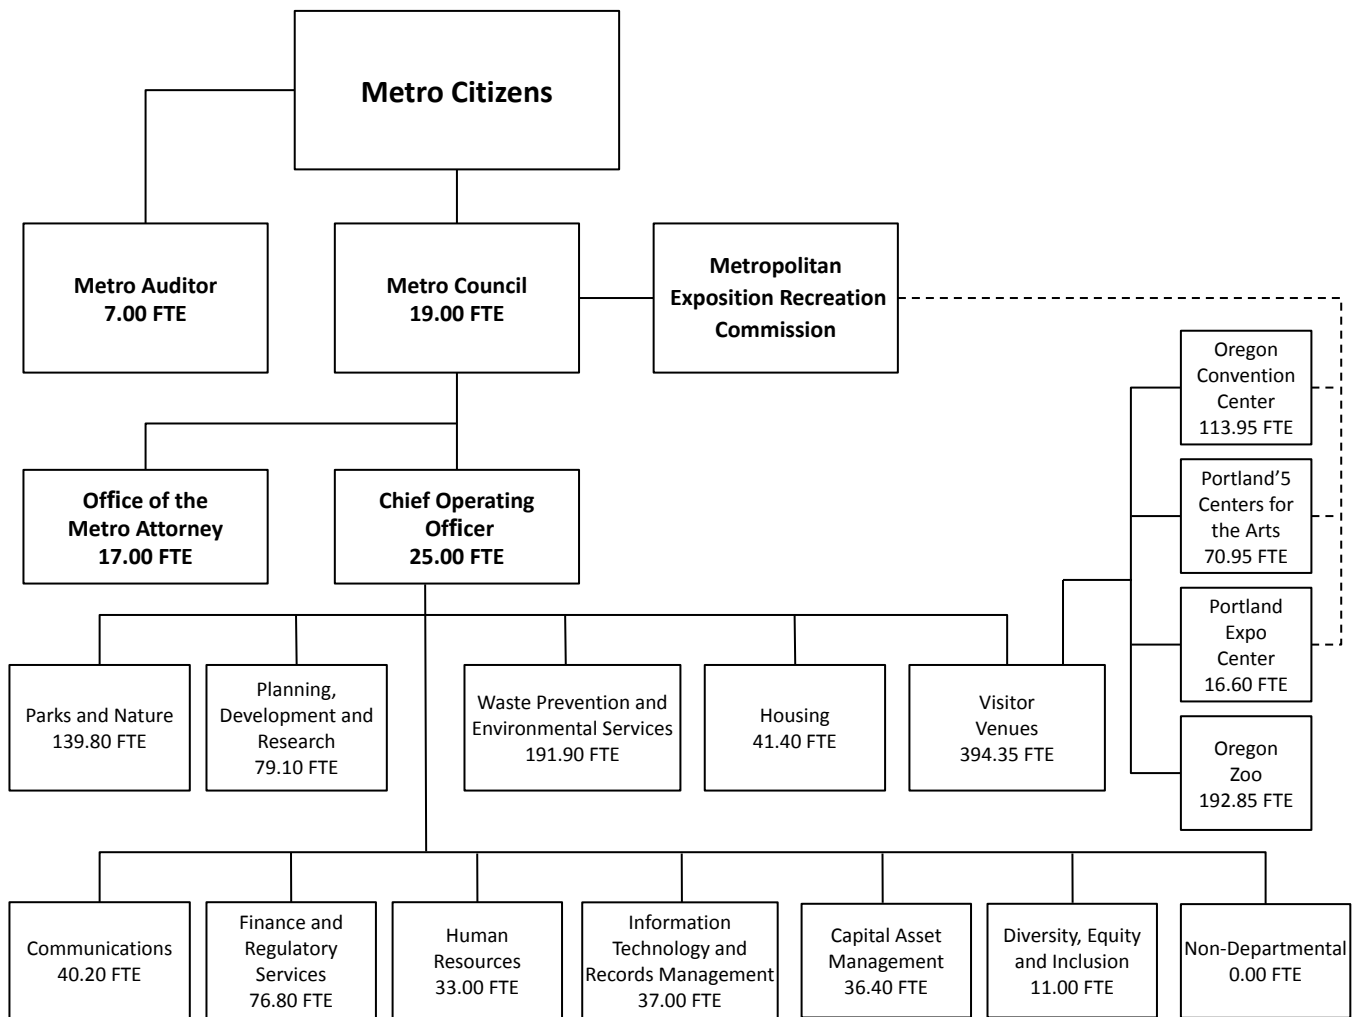 Metro Citizens
Metro Auditor
7.00 FTE
Metro Council
19.00 FTE
Metropolitan
Exposition Recreation
Commission
Oregon
Convention
Center
113.95 FTE
Office of the
Metro Attorney
17.00 FTE
Chief Operating
Officer
25.00 FTE
Portland’5
Centers for
the Arts
70.95 FTE
Portland
Expo
Center
16.60 FTE
Oregon
Zoo
192.85 FTE
Parks and Nature
139.80 FTE
Planning,
Development and
Research
79.10 FTE
Waste Prevention and
Environmental Services
191.90 FTE
Housing
41.40 FTE
Visitor
Venues
394.35 FTE
Communications
40.20 FTE
Finance and
Regulatory
Services
76.80 FTE
Human
Resources
33.00 FTE
Information
Technology and
Records Management
37.00 FTE
Capital Asset
Management
36.40 FTE
Diversity, Equity
and Inclusion
11.00 FTE
Non-Departmental
0.00 FTE